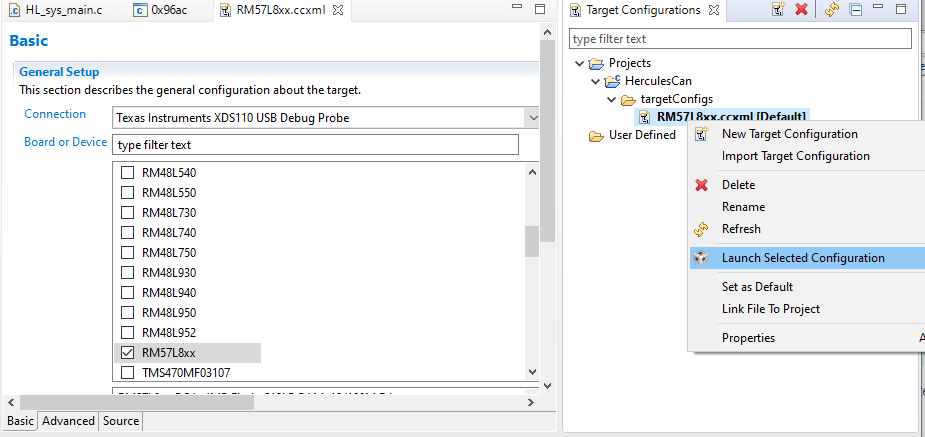 HL_sys_main.c
0x96ac
RM57L8xx.ccxml
Basic
General Setup
This section describes the general configuration about the target.
Connection
Texas Instruments XDS110 USB Debug Probe
Board or Device
type filter text
RM48L540
RM48L550
RM48L730
RM48L740
RM48L750
RM48L930
RM48L940
RM48L950
RM48L952
RM57L8xx
TMS470MF03107
Basic
Advanced
Source
Target Configurations
type filter text
Projects
HerculesCan
targetConfigs
RM57L8xx.ccxml [Default]
User Defined
New Target Configuration
Import Target Configuration
Delete
Rename
Refresh
Launch Selected Configuration
Set as Default
Link File To Project
Properties